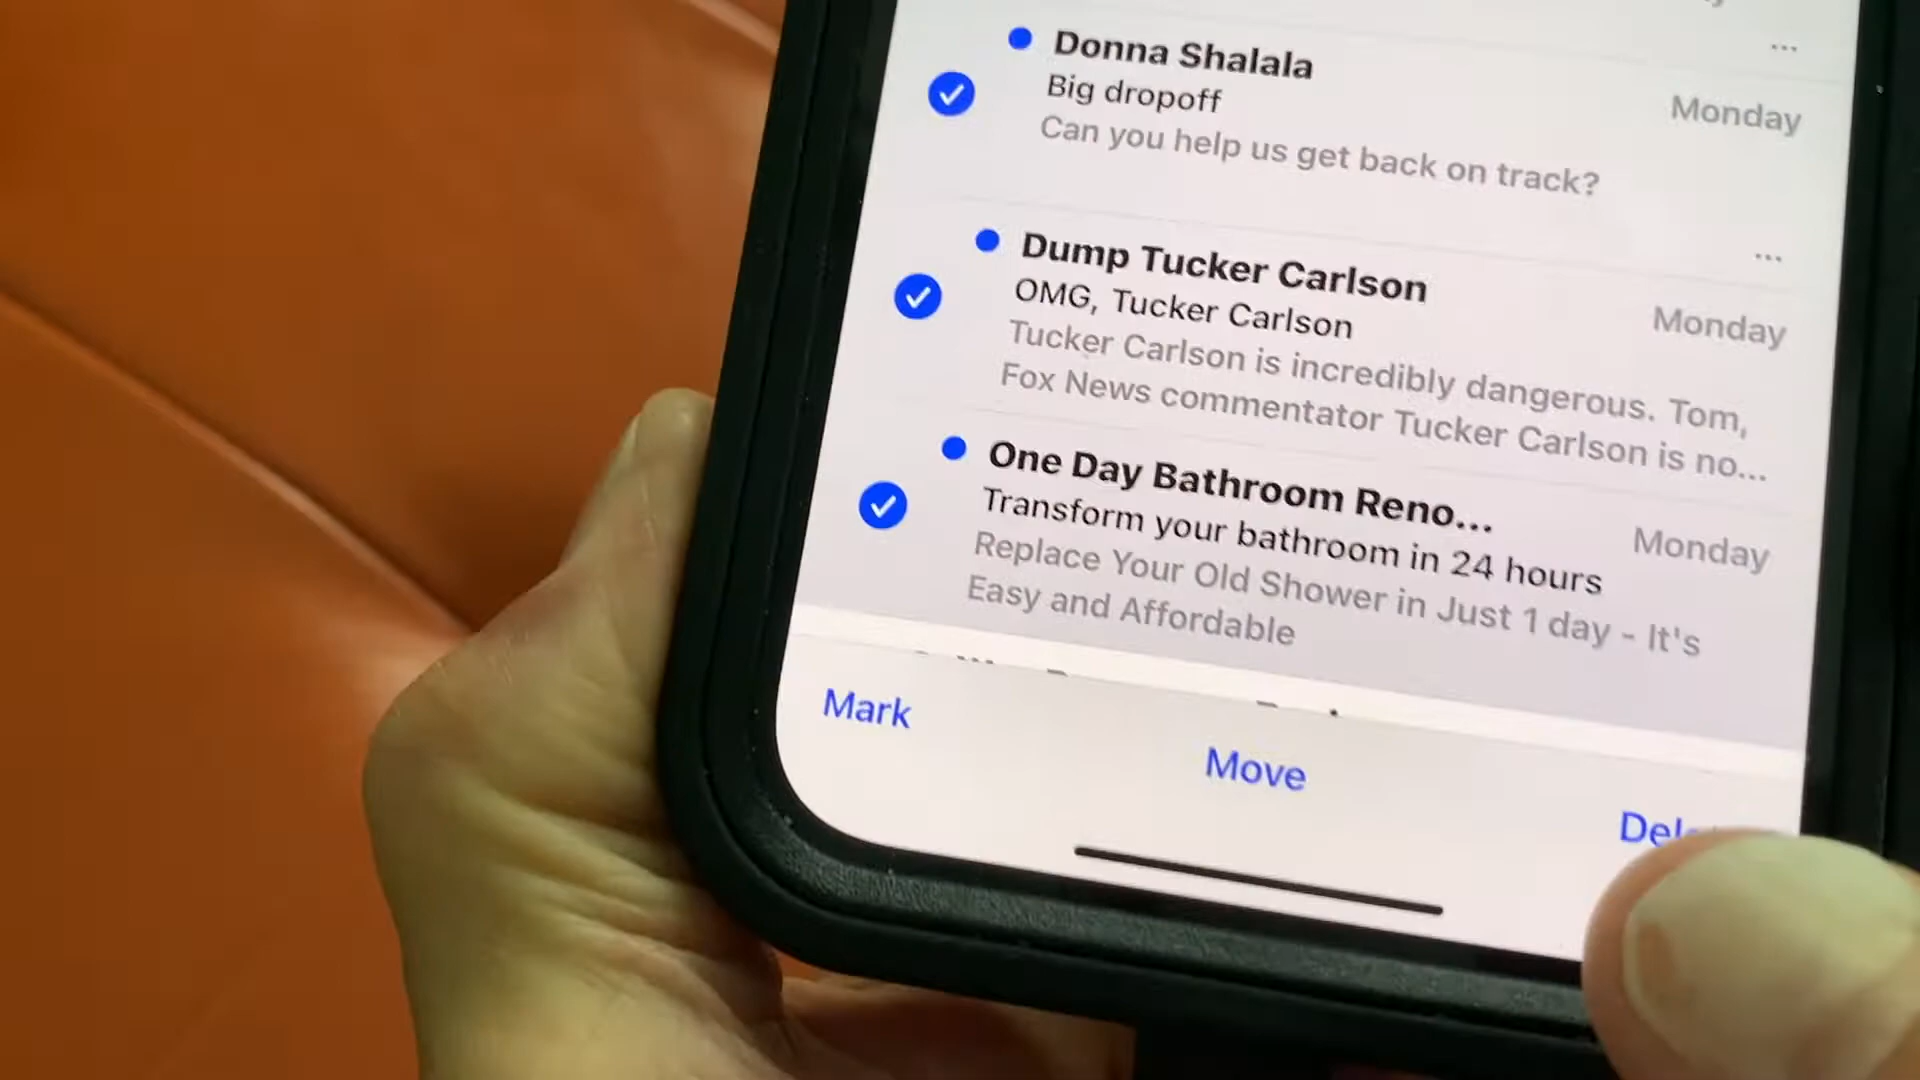 Donna Shalala
Monday
Big dropoff
Can you help us get back on track?
Dump Tucker Carlson
Monday
OMG, Tucker Carlson
Tucker Carlson is incredibly dangerous. Tom,
Fox News commentator Tucker Carlson is no...
One Day Bathroom Reno...
Monday
Transform your bathroom in 24 hours
Replace Your Old Shower in Just 1 day - It's
Easy and Affordable
Mark
Move